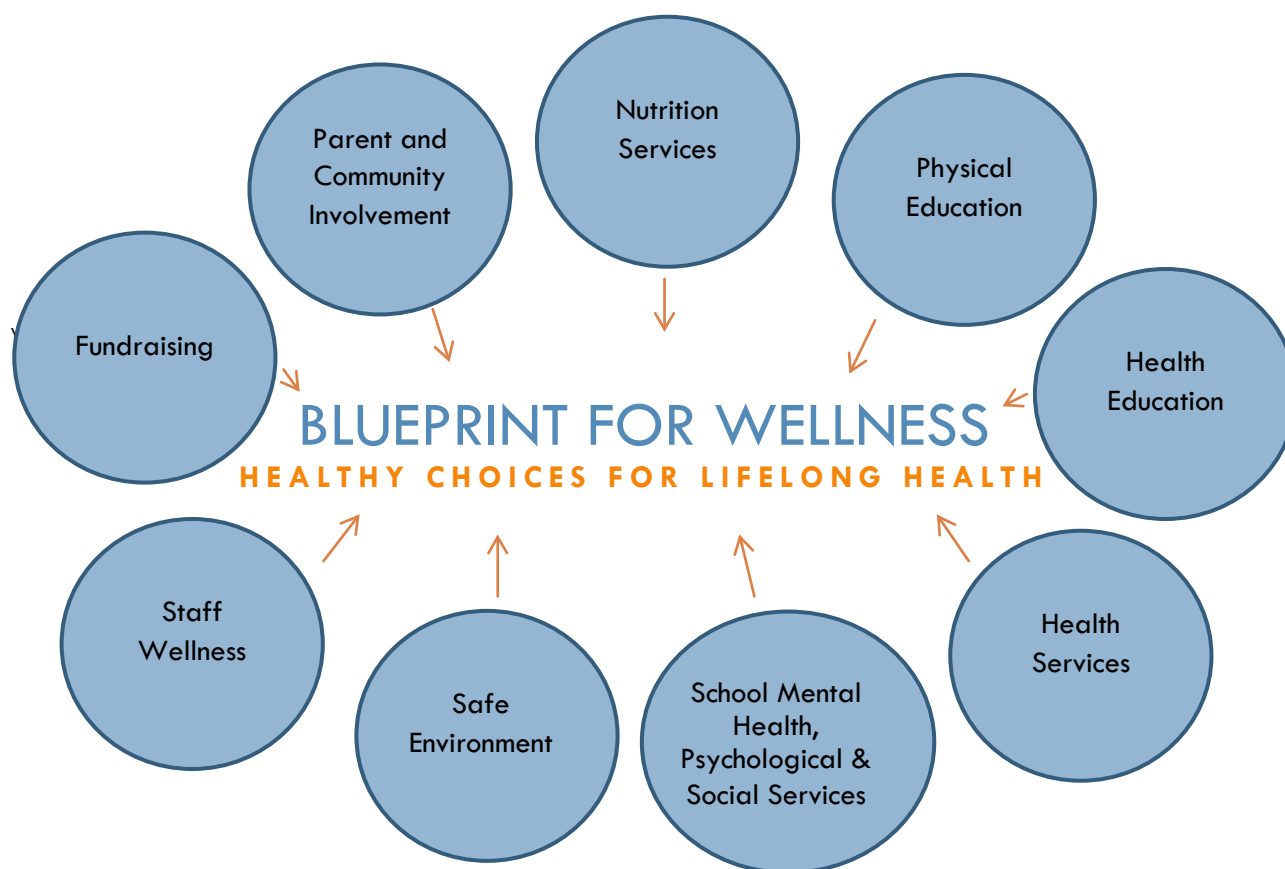 Nutrition
Services
Parent and
Community
Involvement
Physical
Education
Fundraising
Health
Education
BLUEPRINT FOR WELLNESS
HEALTHY CHOICES FOR LIFELONG HEALTH
Staff
Wellness
Safe
Environment
School Mental
Health,
Psychological &
Social Services
Health
Services